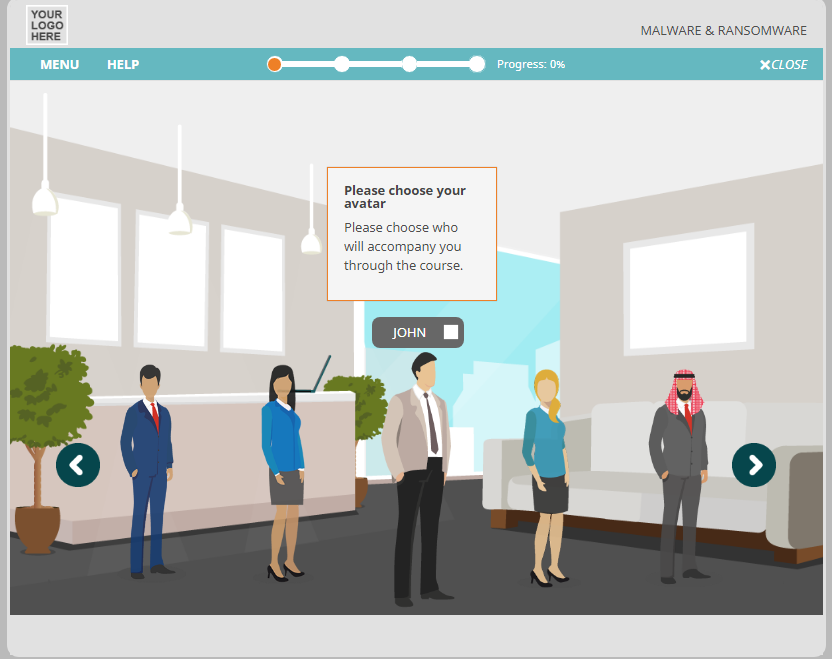 YOUR
LOGO
HERE
MALWARE & RANSOMWARE
MENU HELP Progress: 0% ×CLOSE
Please choose your
avatar
Please choose who
will accompany you
through the course.
JOHN